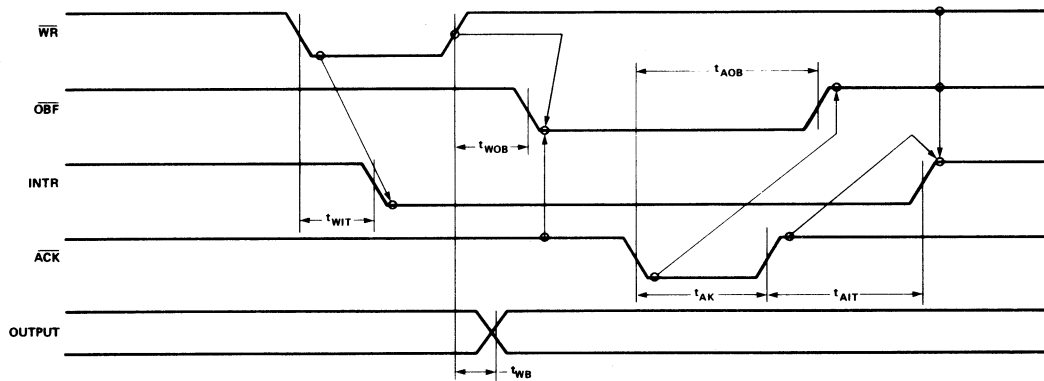 WR
tAOB
OBF
tWOB
INTR
tWIT
ACK
tAK
tAIT
OUTPUT
tWB